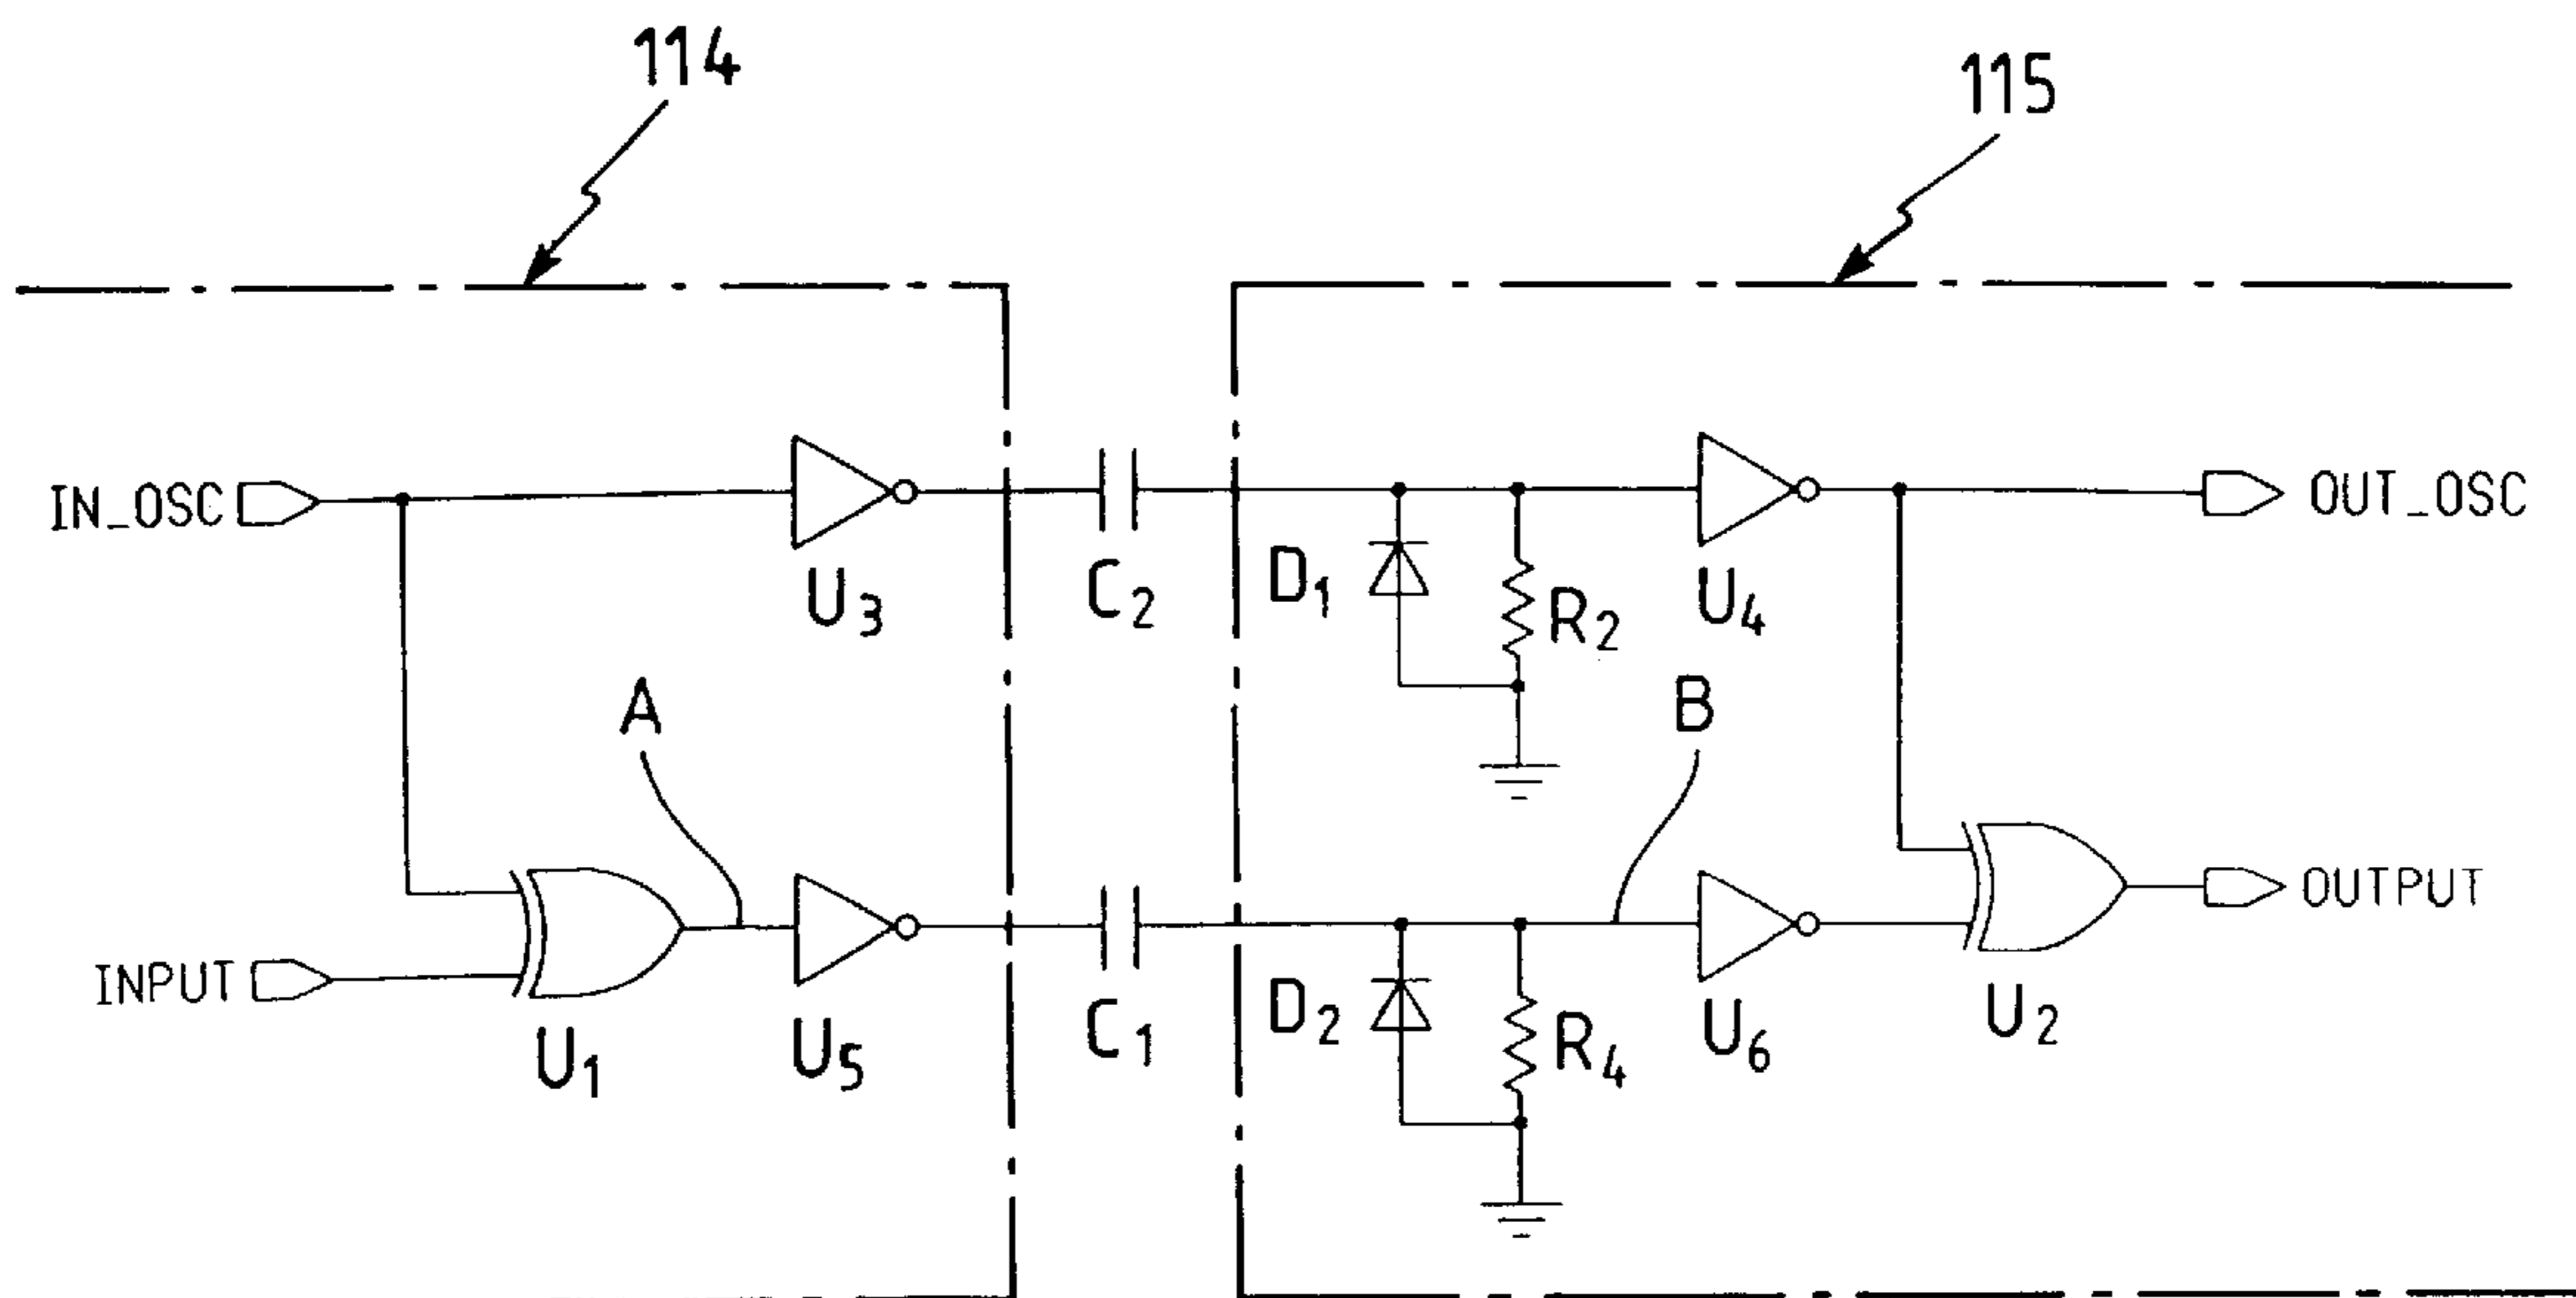 114
115
IN_OSC
U3
C2
D1
R2
U4
OUT_OSC
A
B
INPUT
U1
U5
C1
D2
R4
U6
U2
OUTPUT